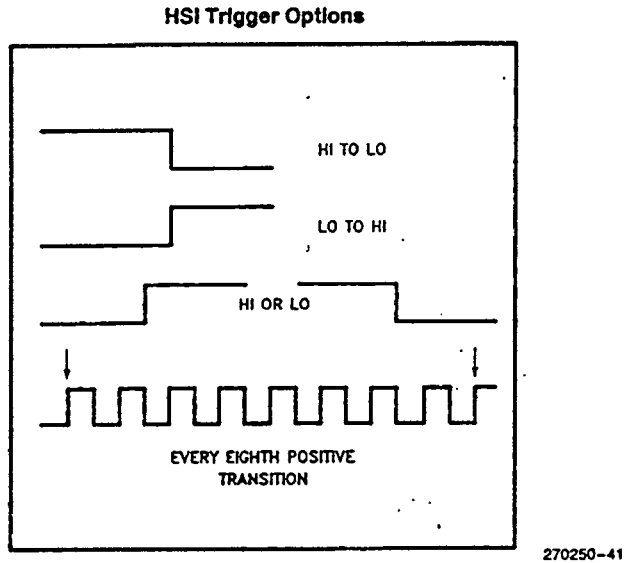 HSI Trigger Options
HI TO LO
LO TO HI
HI OR LO
EVERY EIGHTH POSITIVE
TRANSITION
270250-41